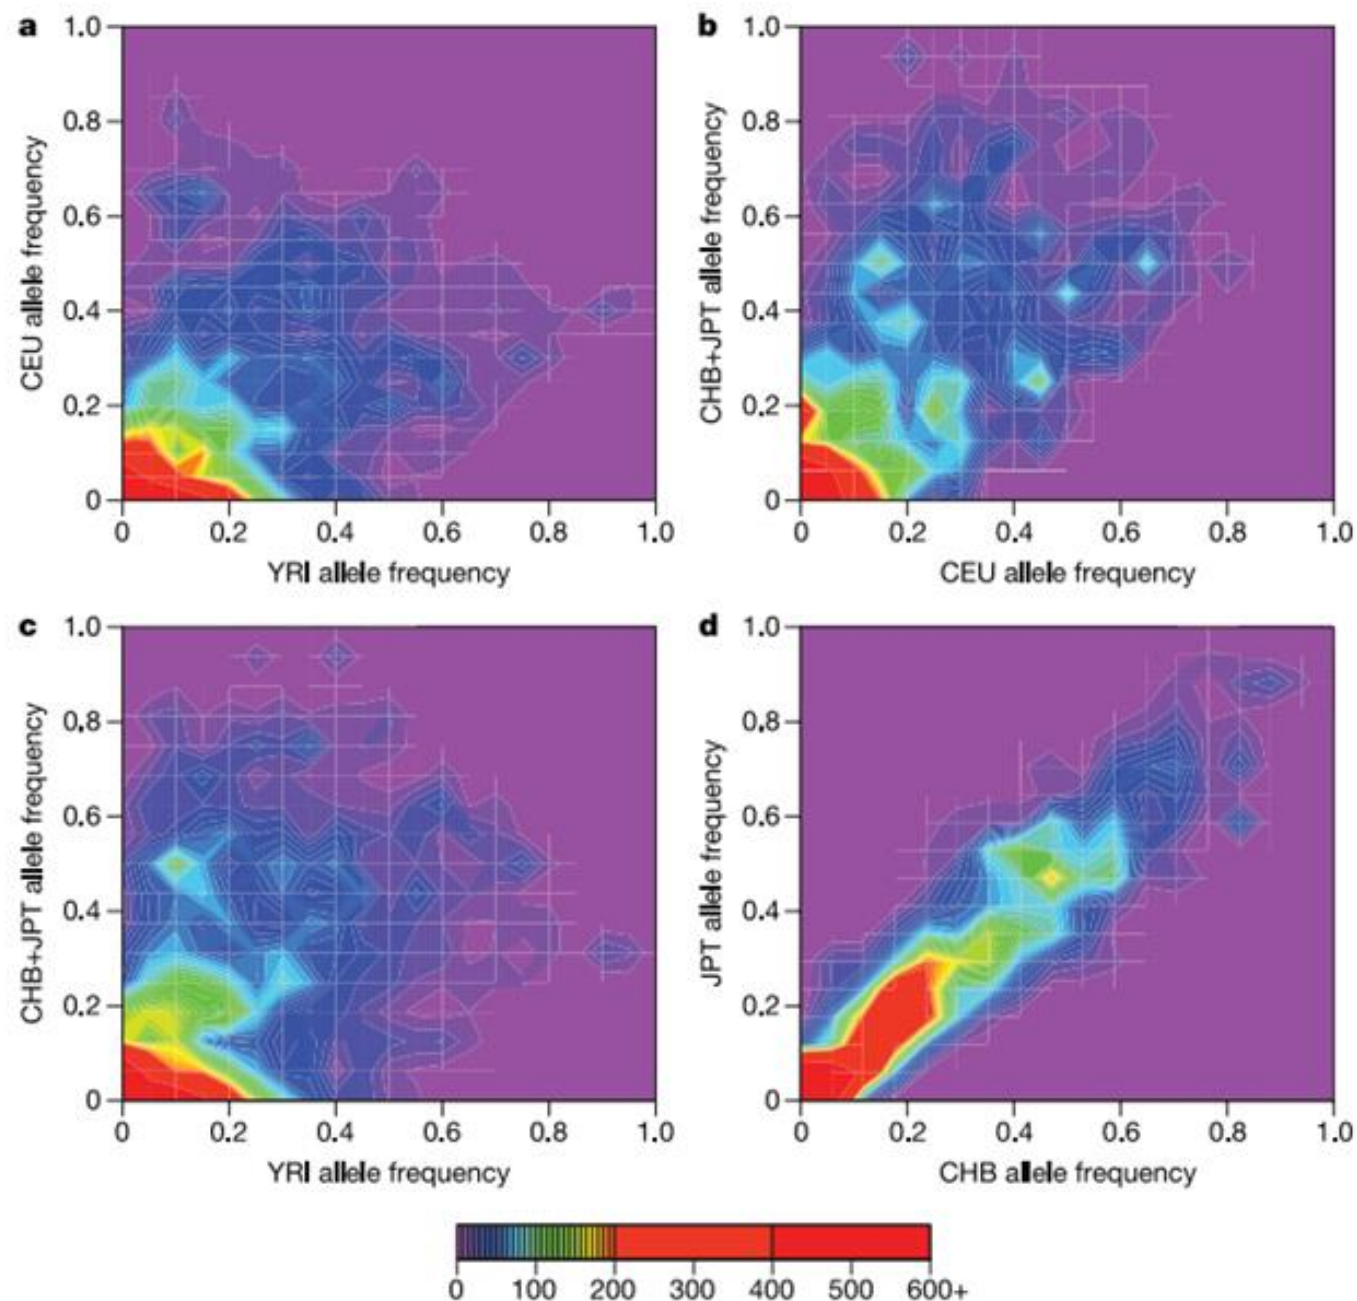 a
1.0
0.8
0.6
0.4
0.2
0
CEU allele frequency
0 0.2 0.4 0.6 0.8 1.0
YRI allele frequency
b
1.0
0.8
0.6
0.4
0.2
0
CHB+JPT allele frequency
0 0.2 0.4 0.6 0.8 1.0
CEU allele frequency
c
1.0
0.8
0.6
0.4
0.2
0
CHB+JPT allele frequency
0 0.2 0.4 0.6 0.8 1.0
YRI allele frequency
d
1.0
0.8
0.6
0.4
0.2
0
JPT allele frequency
0 0.2 0.4 0.6 0.8 1.0
CHB allele frequency
0 100 200 300 400 500 600+